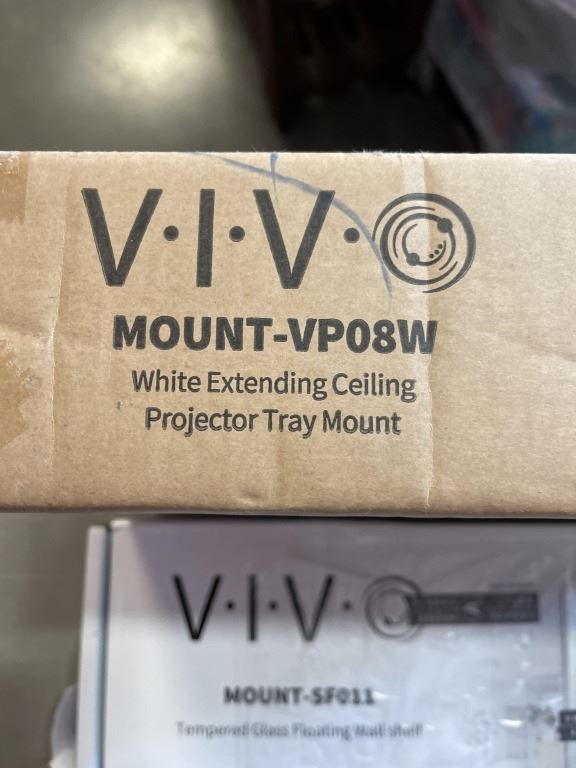 V·I·V·O
MOUNT-VP08W
White Extending Ceiling
Projector Tray Mount
V·I·V·O
MOUNT-SF011
Tempered Glass Floating Wall shelf